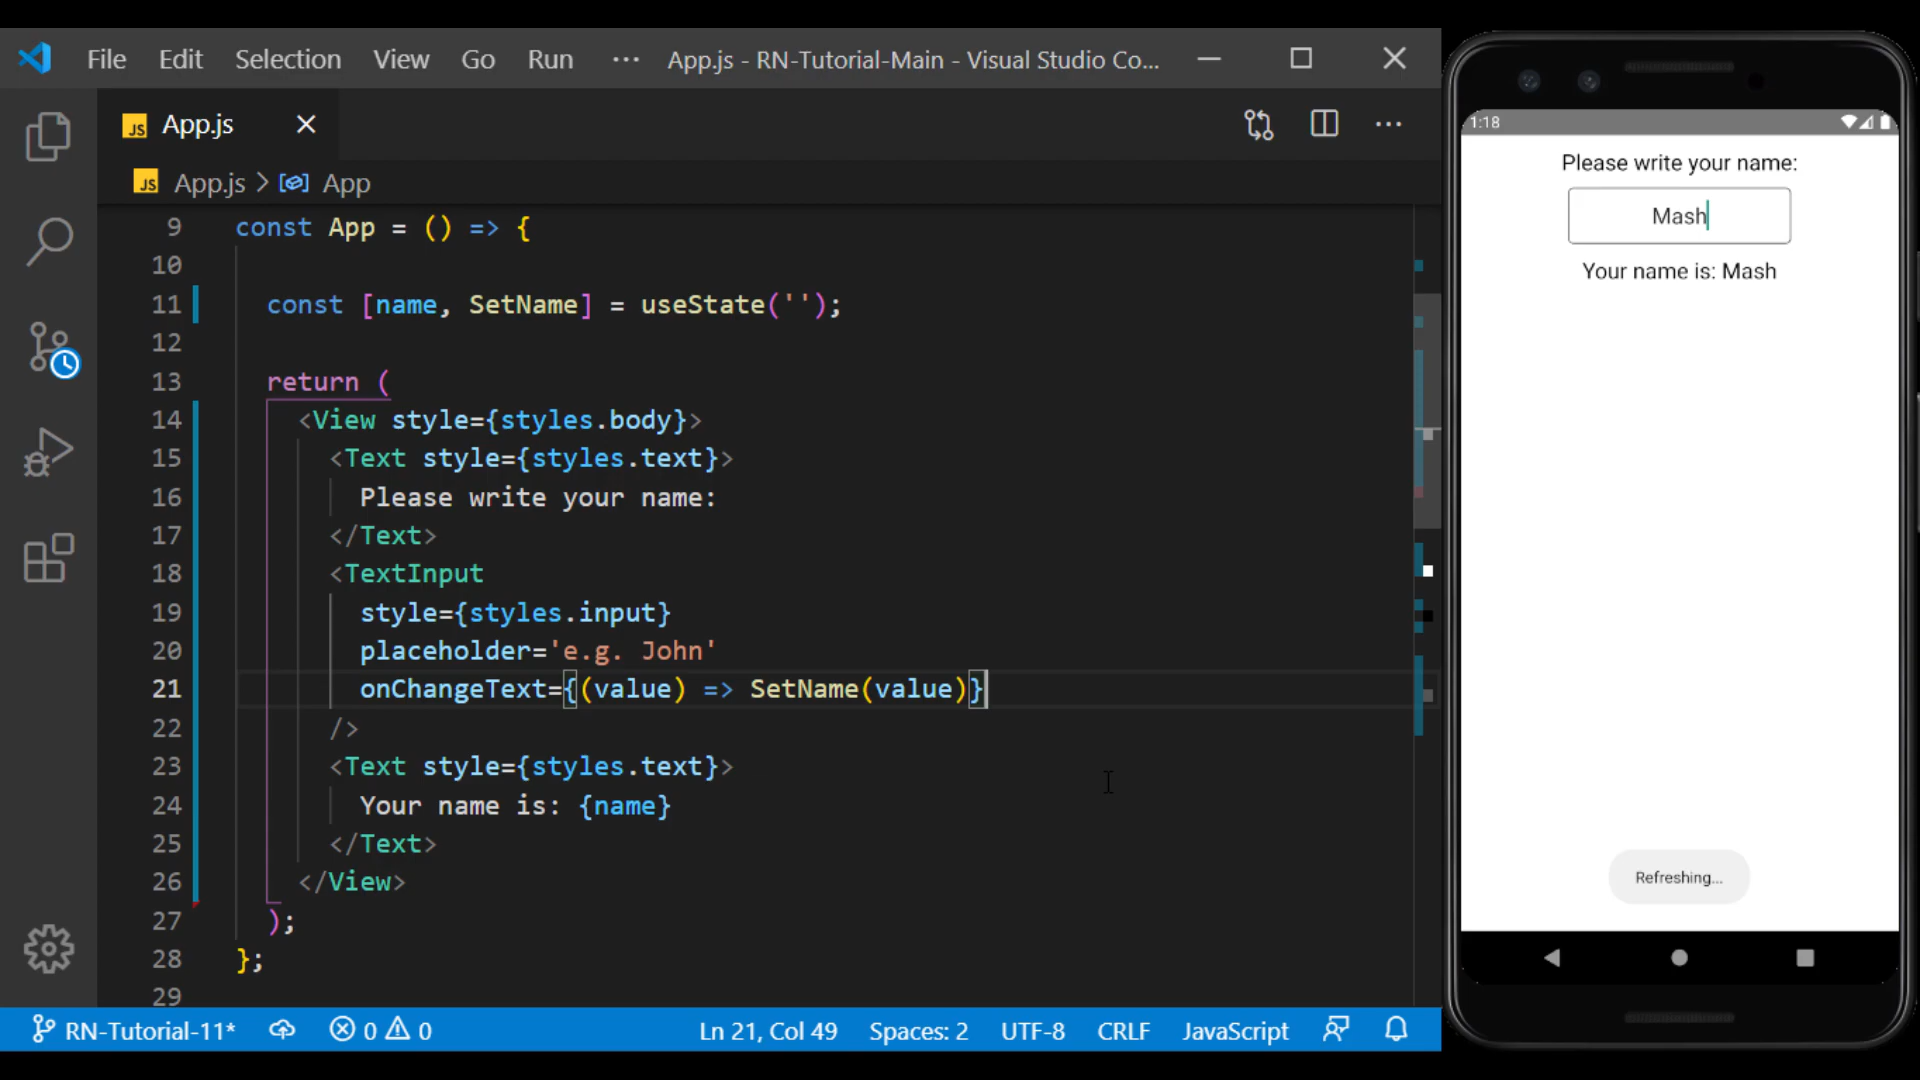 File Edit Selection View Go Run ··· App.js - RN-Tutorial-Main - Visual Studio Co...
JS App.js
JS App.js > App
9 const App = () => {
10
11 const [name, SetName] = useState('');
12
13 return (
14 <View style={styles.body}>
15 <Text style={styles.text}>
16 Please write your name:
17 </Text>
18 <TextInput
19 style={styles.input}
20 placeholder='e.g. John'
21 onChangeText={(value) => SetName(value)}
22 />
23 <Text style={styles.text}>
24 Your name is: {name}
25 </Text>
26 </View>
27 );
28 };
29
RN-Tutorial-11* 0 0 Ln 21, Col 49 Spaces: 2 UTF-8 CRLF JavaScript
1:18
Please write your name:
Mash
Your name is: Mash
Refreshing...